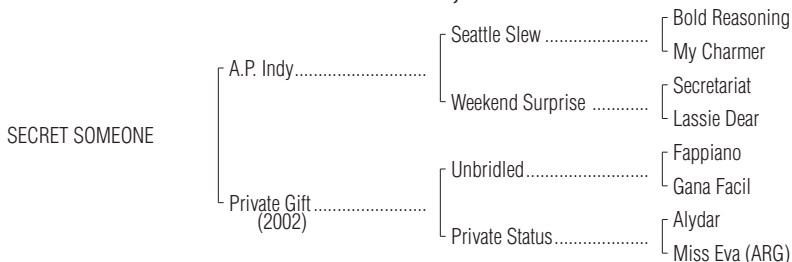 Bold Reasoning
Seattle Slew ........................
My Charmer
A.P. Indy..............................
Secretariat
Weekend Surprise .............
Lassie Dear
SECRET SOMEONE
Fappiano
Unbridled............................
Gana Facil
Private Gift ..........................
(2002)
Alydar
Private Status.....................
Miss Eva (ARG)